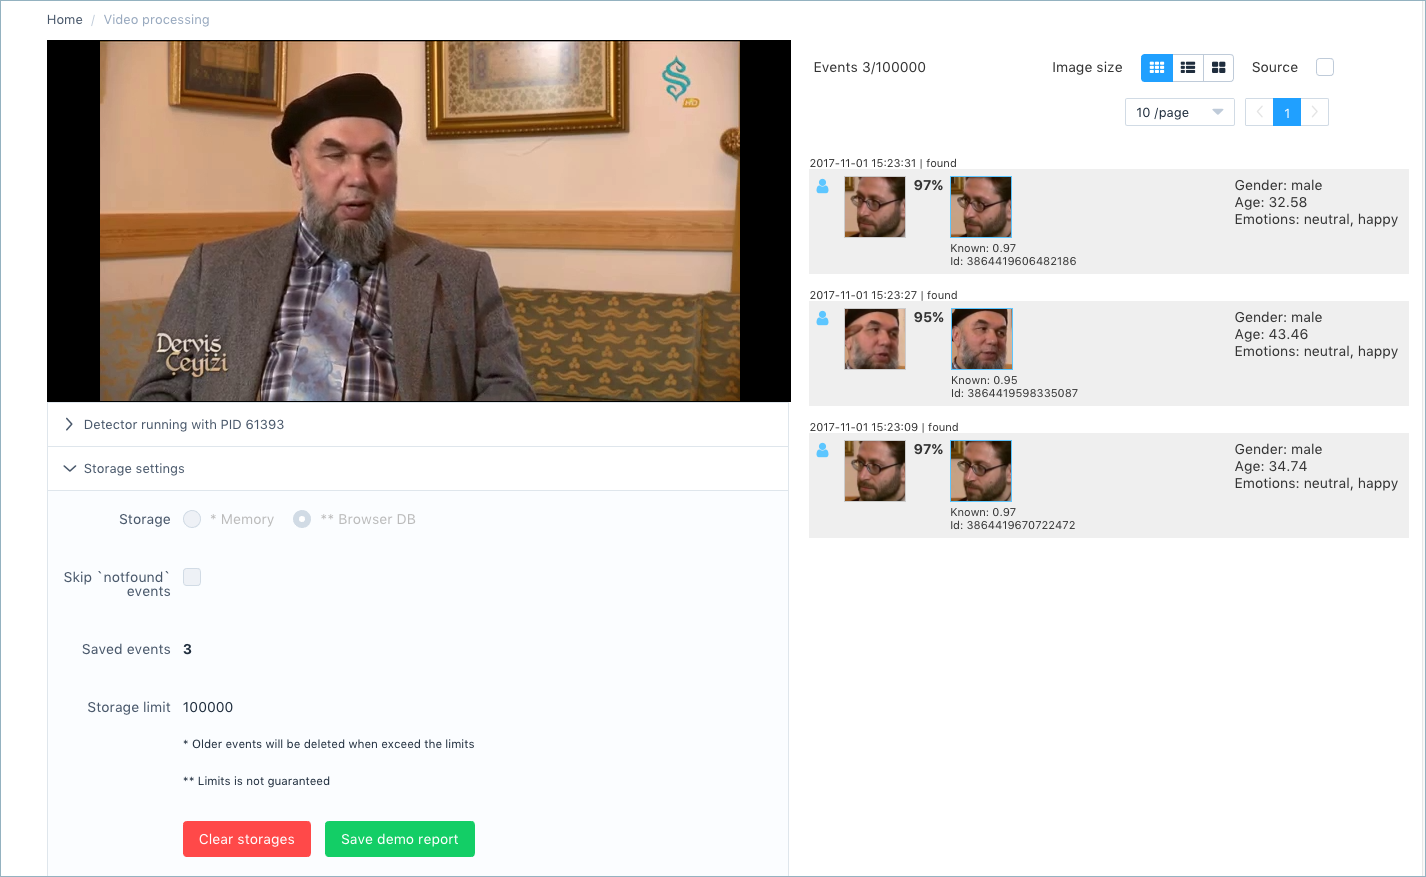 Home / Video processing
HD
Derviş
Çeyizi
Detector running with PID 61393
Storage settings
Storage * Memory ** Browser DB
Skip `notfound`
events
Saved events 3
Storage limit 100000
* Older events will be deleted when exceed the limits
** Limits is not guaranteed
Clear storages Save demo report
Events 3/100000 Image size Source
10 /page 1
2017-11-01 15:23:31 | found
97%
Known: 0.97
Id: 3864419606482186
Gender: male
Age: 32.58
Emotions: neutral, happy
2017-11-01 15:23:27 | found
95%
Known: 0.95
Id: 3864419598335087
Gender: male
Age: 43.46
Emotions: neutral, happy
2017-11-01 15:23:09 | found
97%
Known: 0.97
Id: 3864419670722472
Gender: male
Age: 34.74
Emotions: neutral, happy